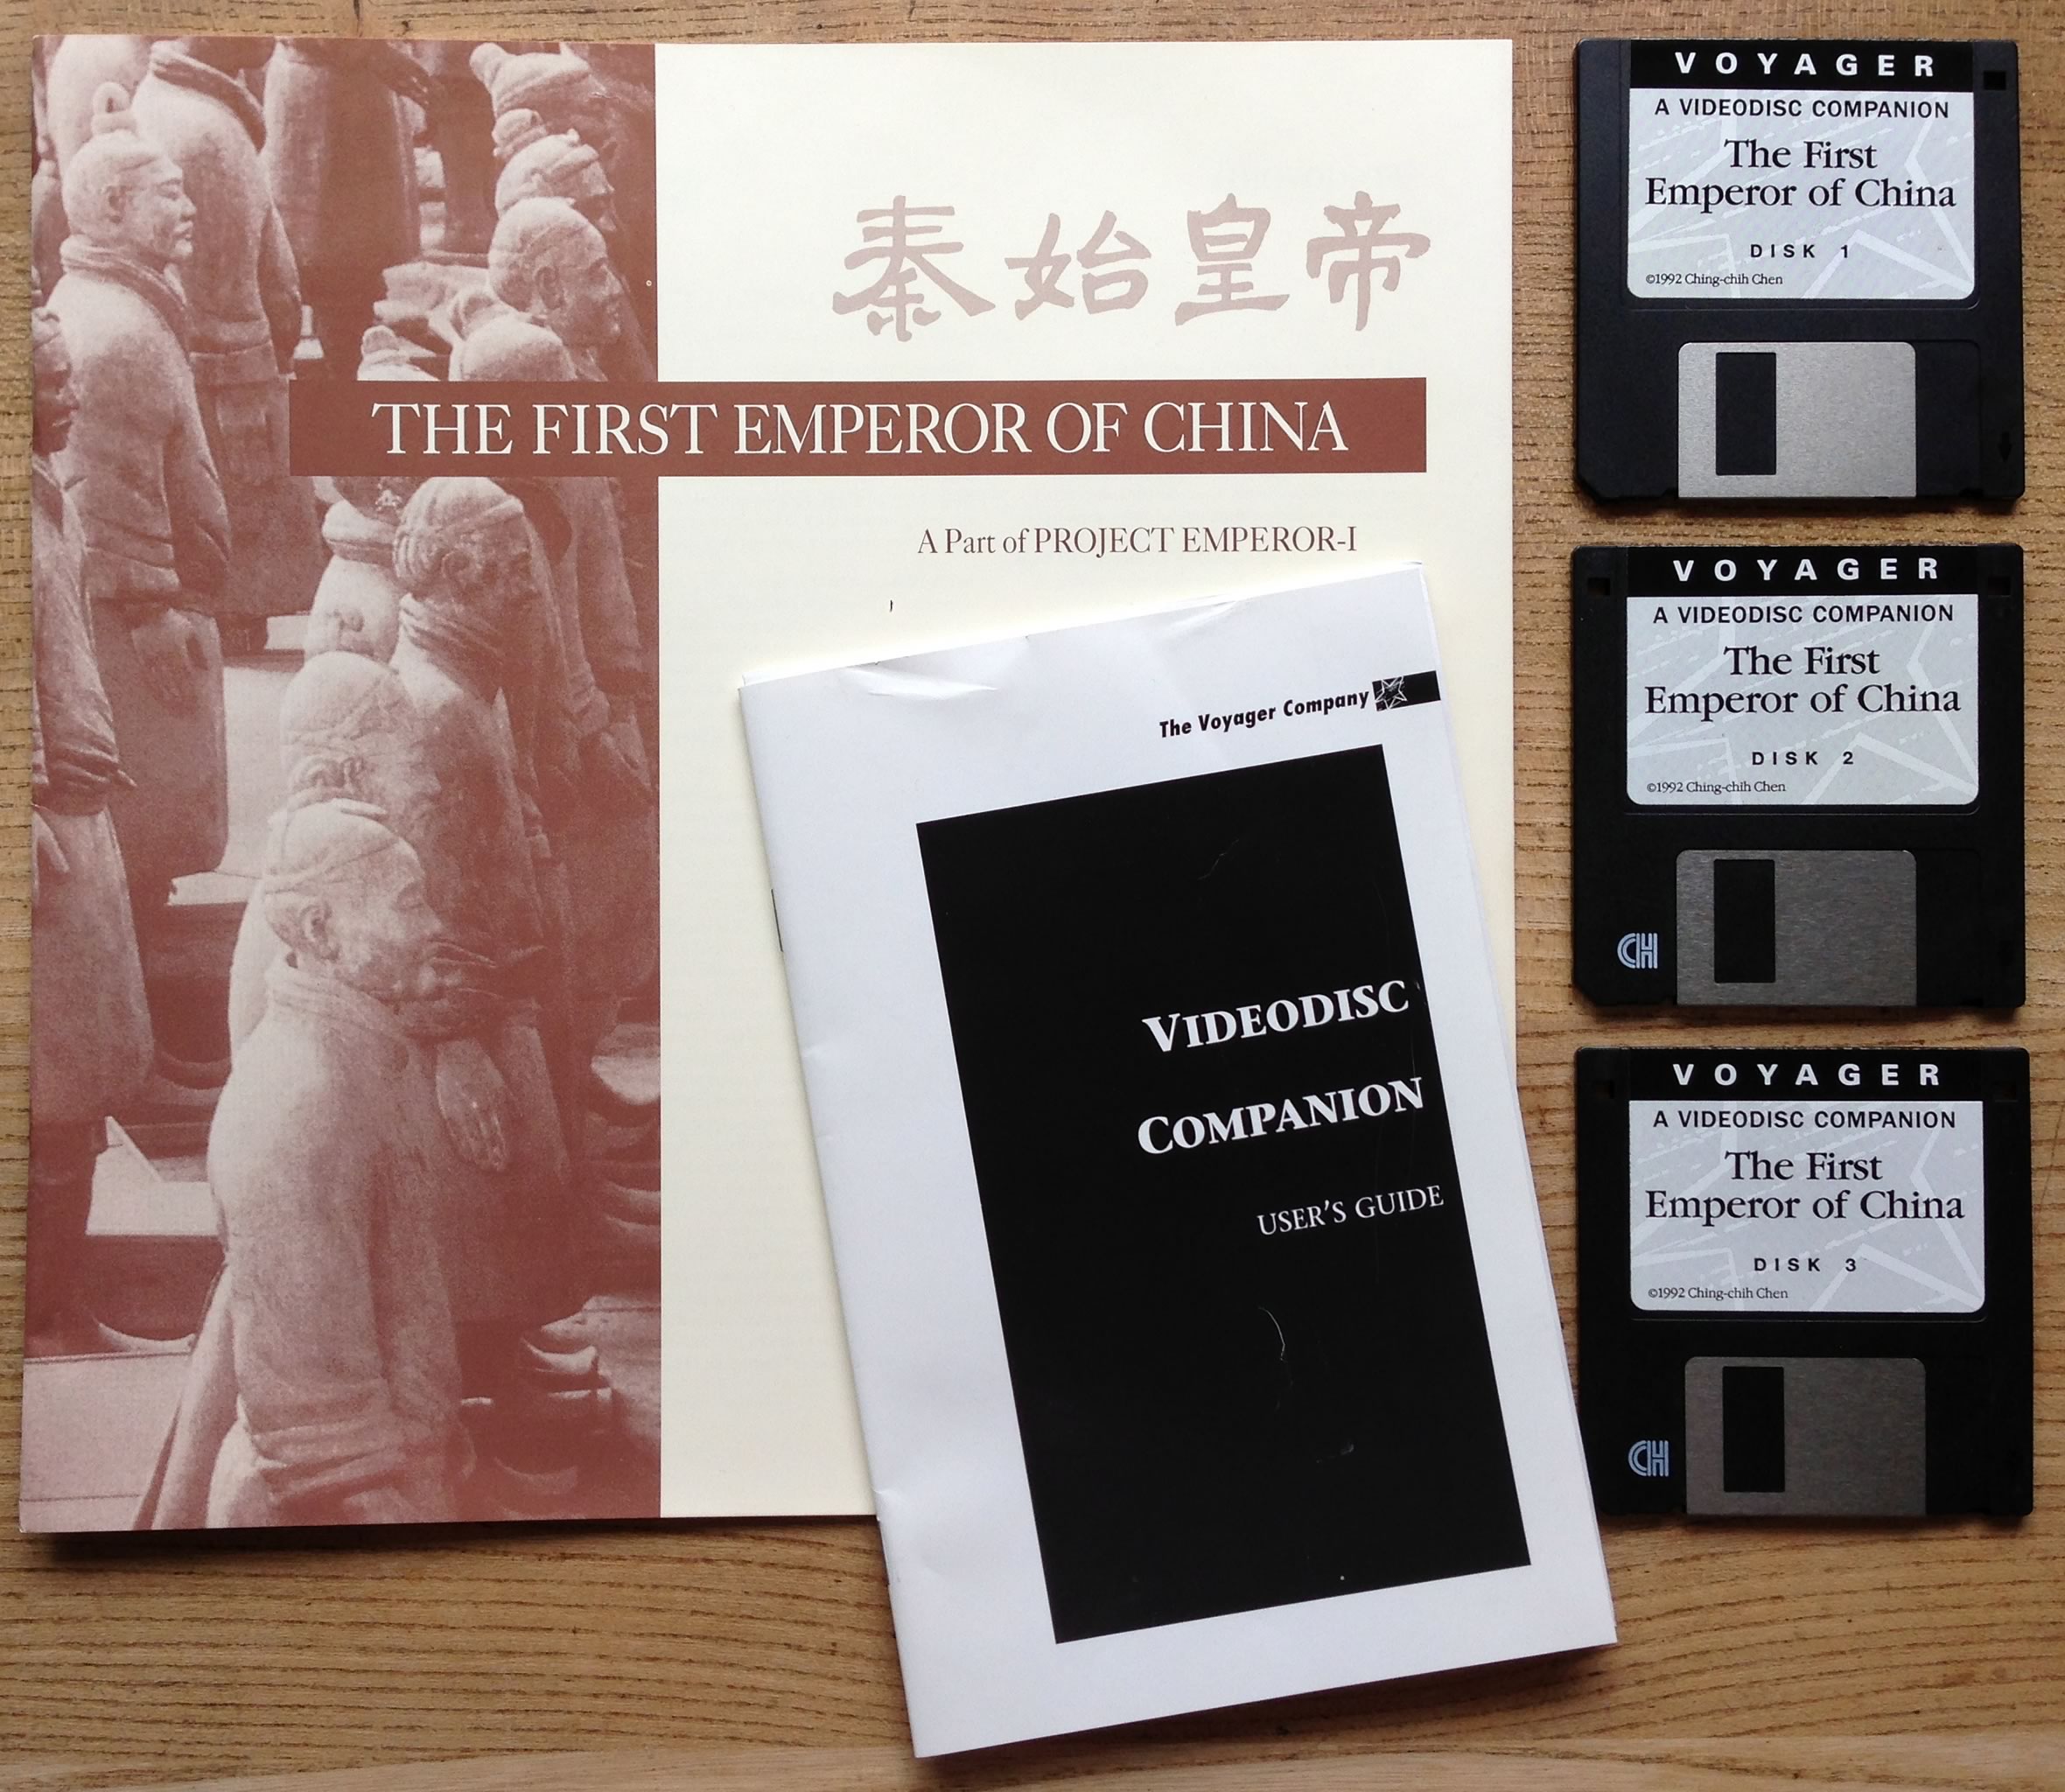 秦始皇帝
THE FIRST EMPEROR OF CHINA
A Part of PROJECT EMPEROR-I
The Voyager Company
VIDEODISC
COMPANION
USER'S GUIDE
VOYAGER
A VIDEODISC COMPANION
The First
Emperor of China
DISK 1
©1992 Ching-chih Chen
VOYAGER
A VIDEODISC COMPANION
The First
Emperor of China
DISK 2
©1992 Ching-chih Chen
CH
VOYAGER
A VIDEODISC COMPANION
The First
Emperor of China
DISK 3
©1992 Ching-chih Chen
CH